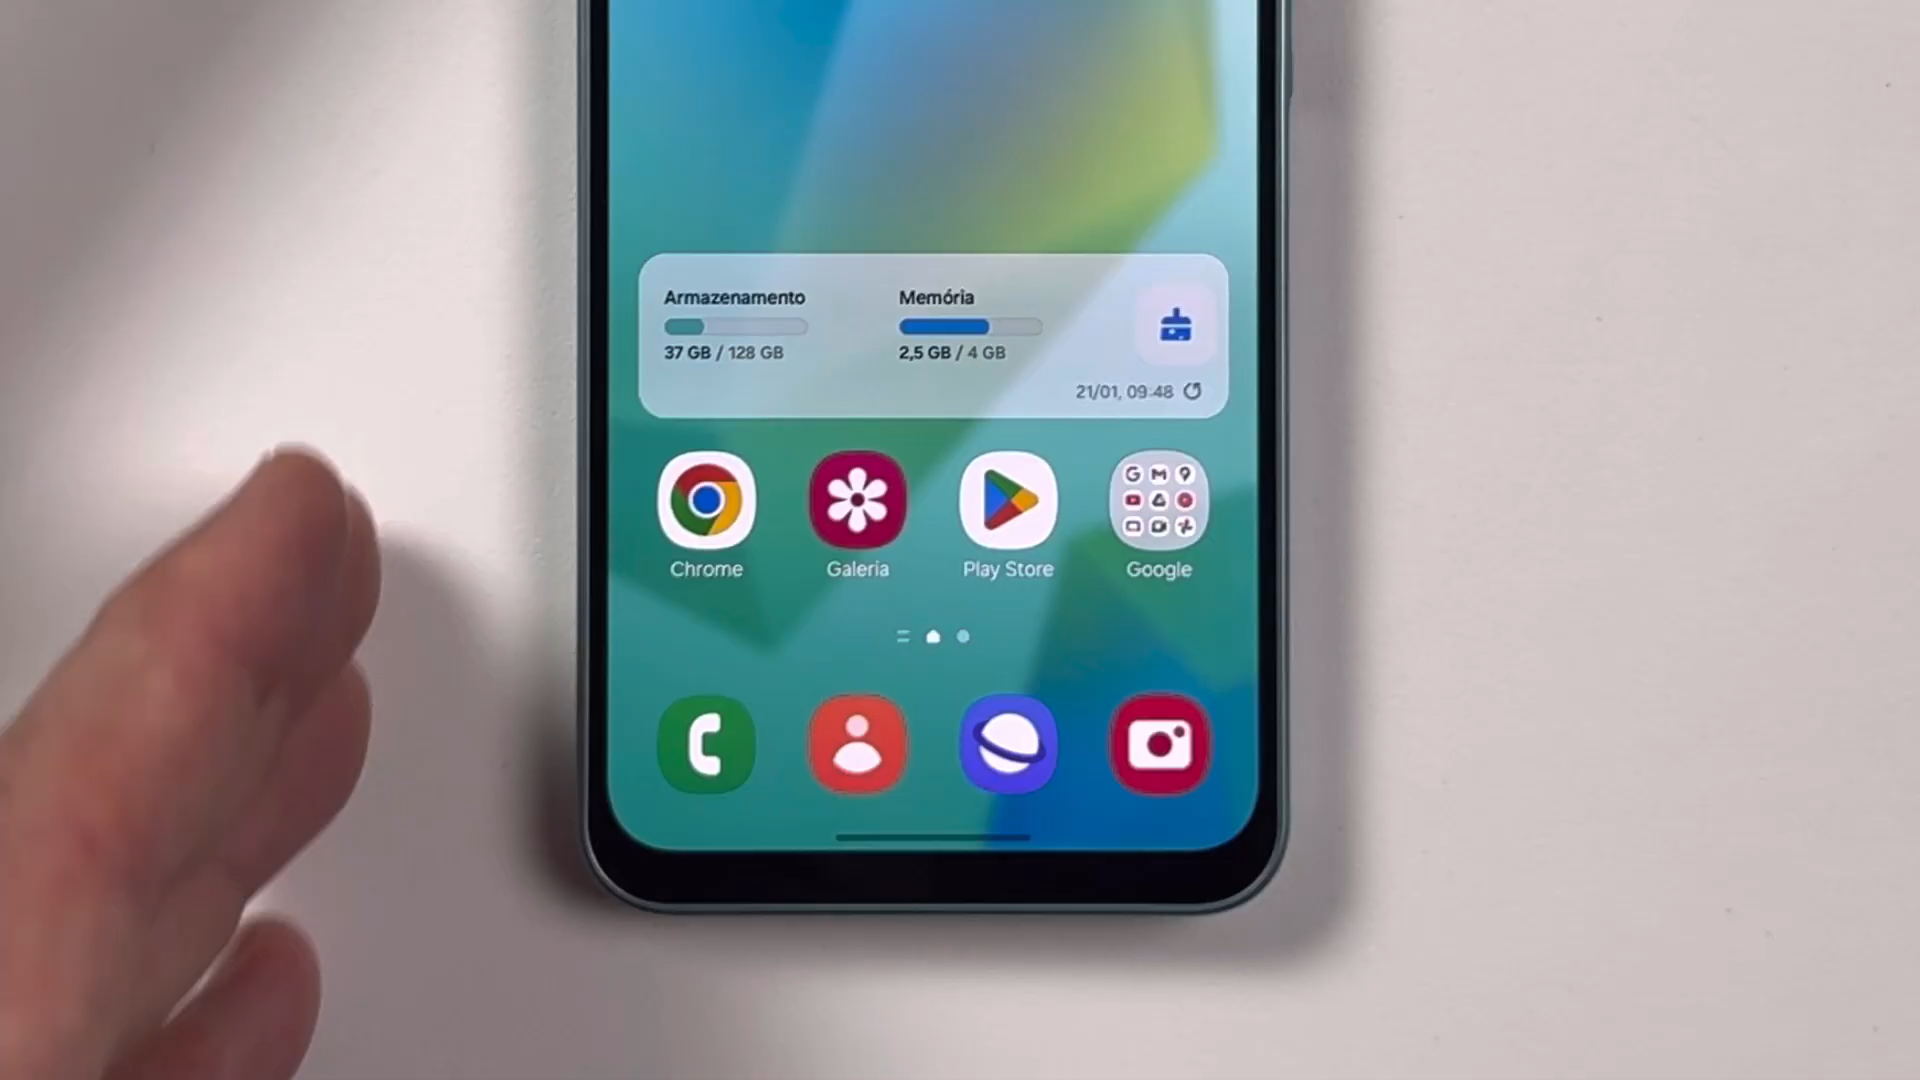 Armazenamento Memória
37 GB / 128 GB 2,5 GB / 4 GB
21/01, 09:48
Chrome Galeria Play Store Google